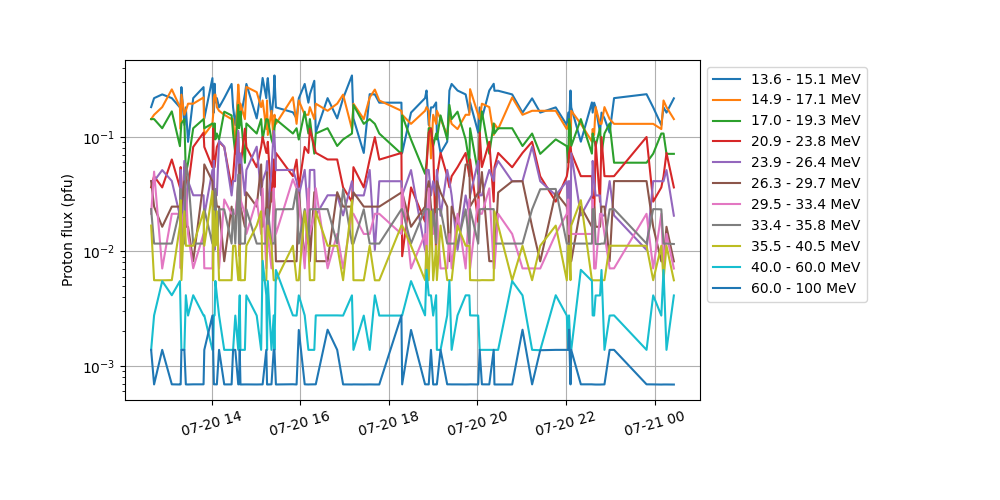 Proton flux (pfu)
10⁻¹
10⁻²
10⁻³
07-20 14
07-20 16
07-20 18
07-20 20
07-20 22
07-21 00
13.6 - 15.1 MeV
14.9 - 17.1 MeV
17.0 - 19.3 MeV
20.9 - 23.8 MeV
23.9 - 26.4 MeV
26.3 - 29.7 MeV
29.5 - 33.4 MeV
33.4 - 35.8 MeV
35.5 - 40.5 MeV
40.0 - 60.0 MeV
60.0 - 100 MeV